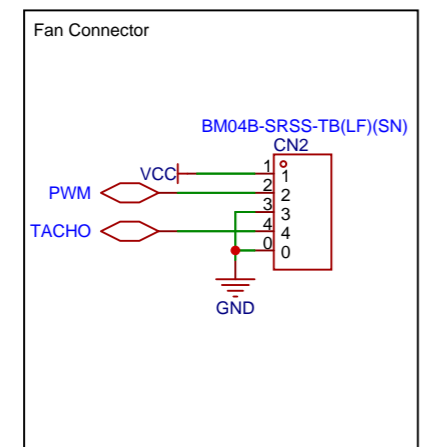 Fan Connector
BM04B-SRSS-TB(LF)(SN)
CN2
VCC 1 1
PWM 2 2
3 3
TACHO 4 4
0 0
GND